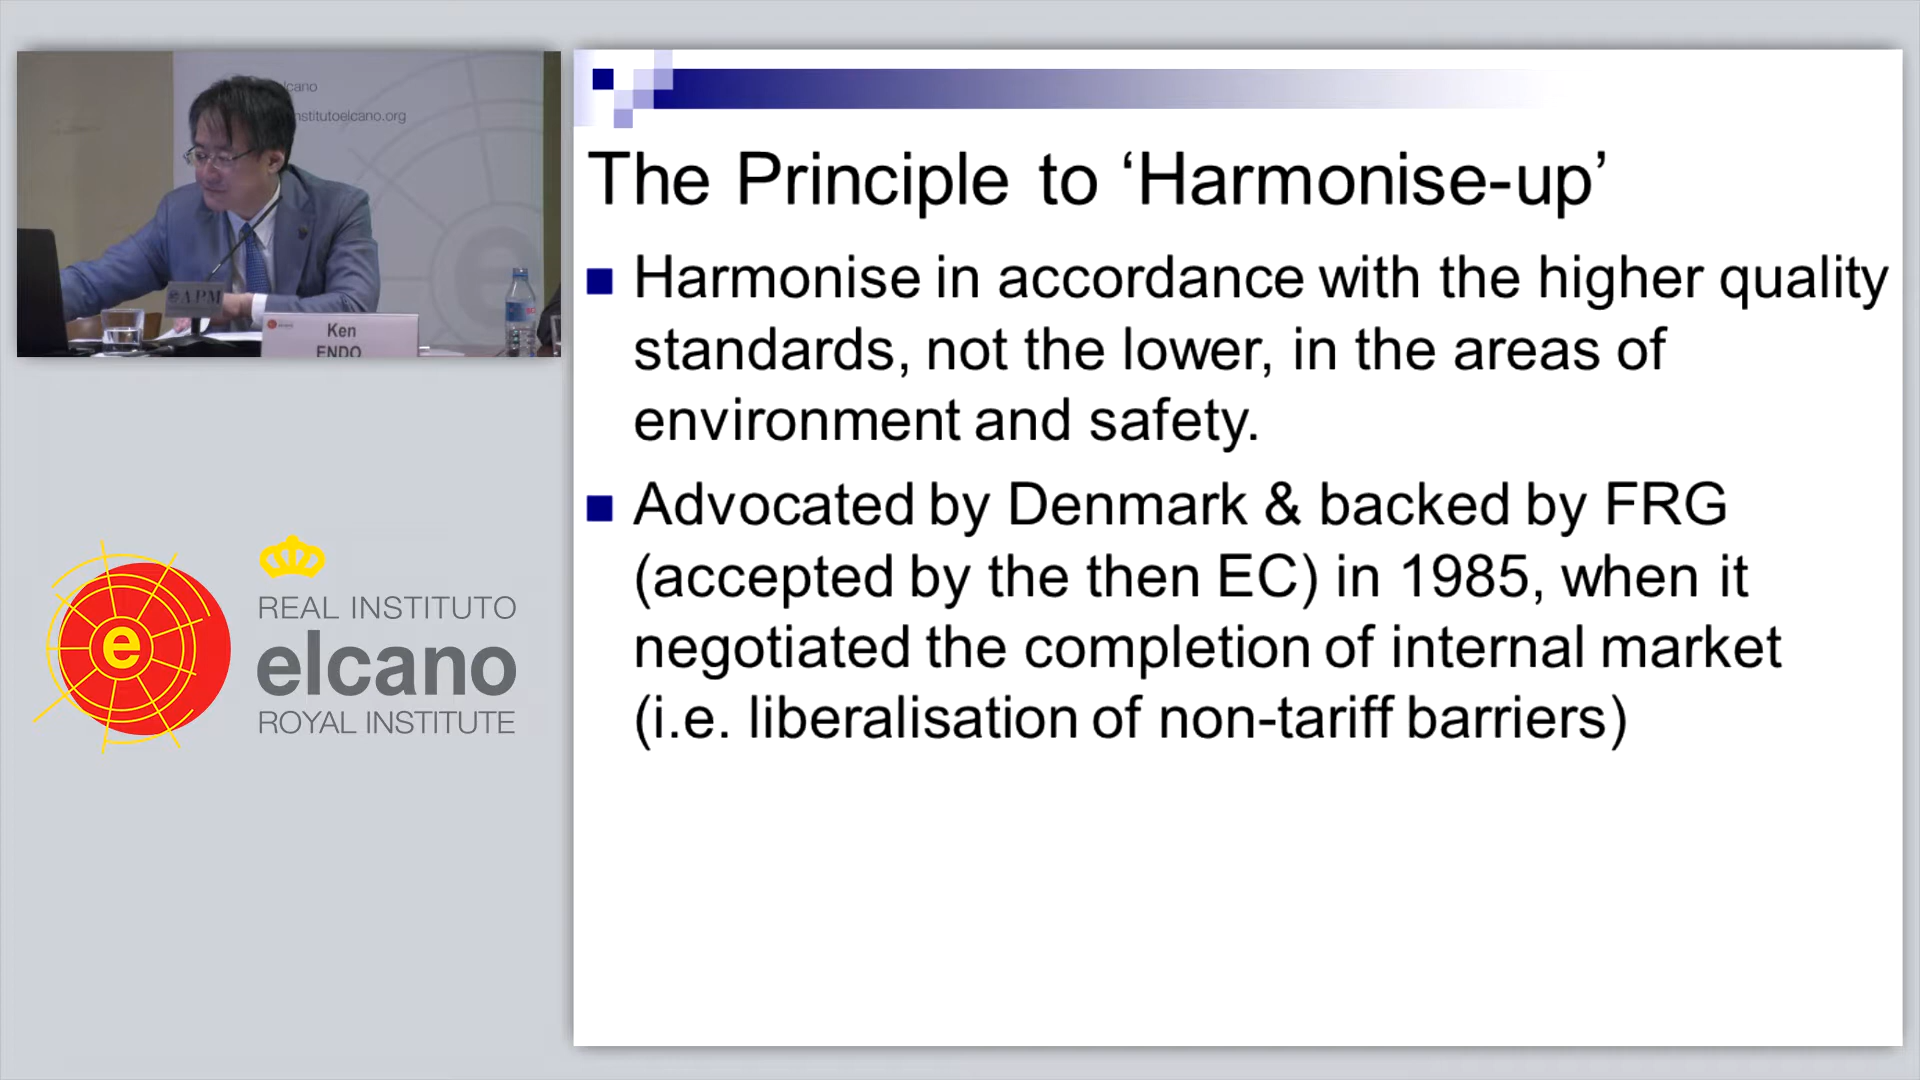 elcano
nstitutoelcano.org
APM
Ken
ENDO
e
REAL INSTITUTO
elcano
ROYAL INSTITUTE
The Principle to ‘Harmonise-up’
Harmonise in accordance with the higher quality
standards, not the lower, in the areas of
environment and safety.
Advocated by Denmark & backed by FRG
(accepted by the then EC) in 1985, when it
negotiated the completion of internal market
(i.e. liberalisation of non-tariff barriers)